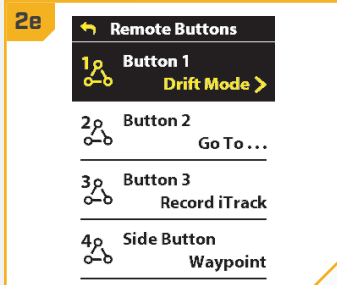 2e
Remote Buttons
1 Button 1
Drift Mode >
2 Button 2
Go To . . .
3 Button 3
Record iTrack
4 Side Button
Waypoint